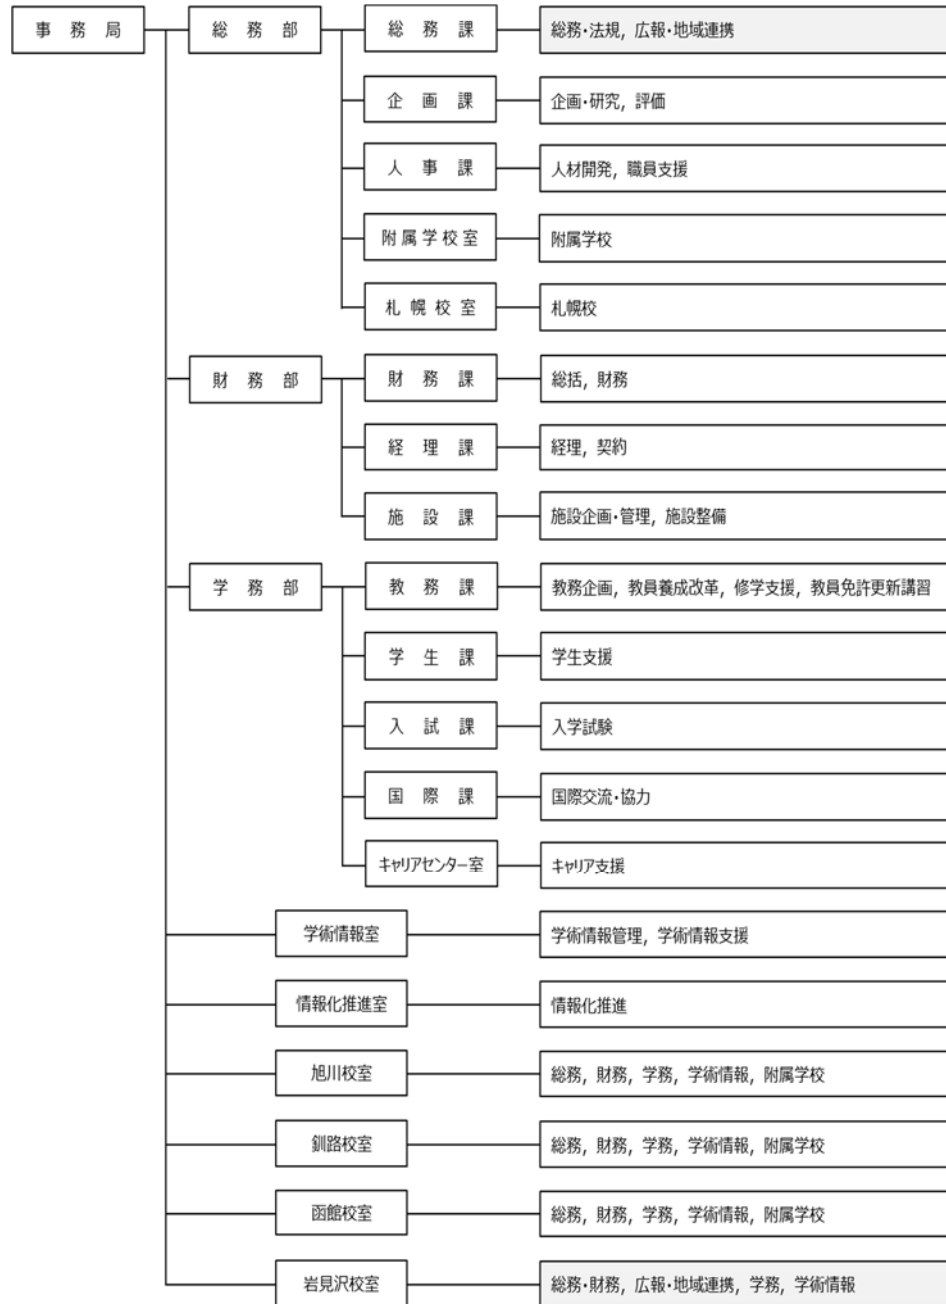 事務局 総務部 総務課 総務・法規，広報・地域連携
企画課 企画・研究，評価
人事課 人材開発，職員支援
附属学校室 附属学校
札幌校室 札幌校
財務部 財務課 総括，財務
経理課 経理，契約
施設課 施設企画・管理，施設整備
学務部 教務課 教務企画，教員養成改革，修学支援，教員免許更新講習
学生課 学生支援
入試課 入学試験
国際課 国際交流・協力
キャリアセンター室 キャリア支援
学術情報室 学術情報管理，学術情報支援
情報化推進室 情報化推進
旭川校室 総務，財務，学務，学術情報，附属学校
釧路校室 総務，財務，学務，学術情報，附属学校
函館校室 総務，財務，学務，学術情報，附属学校
岩見沢校室 総務・財務，広報・地域連携，学務，学術情報